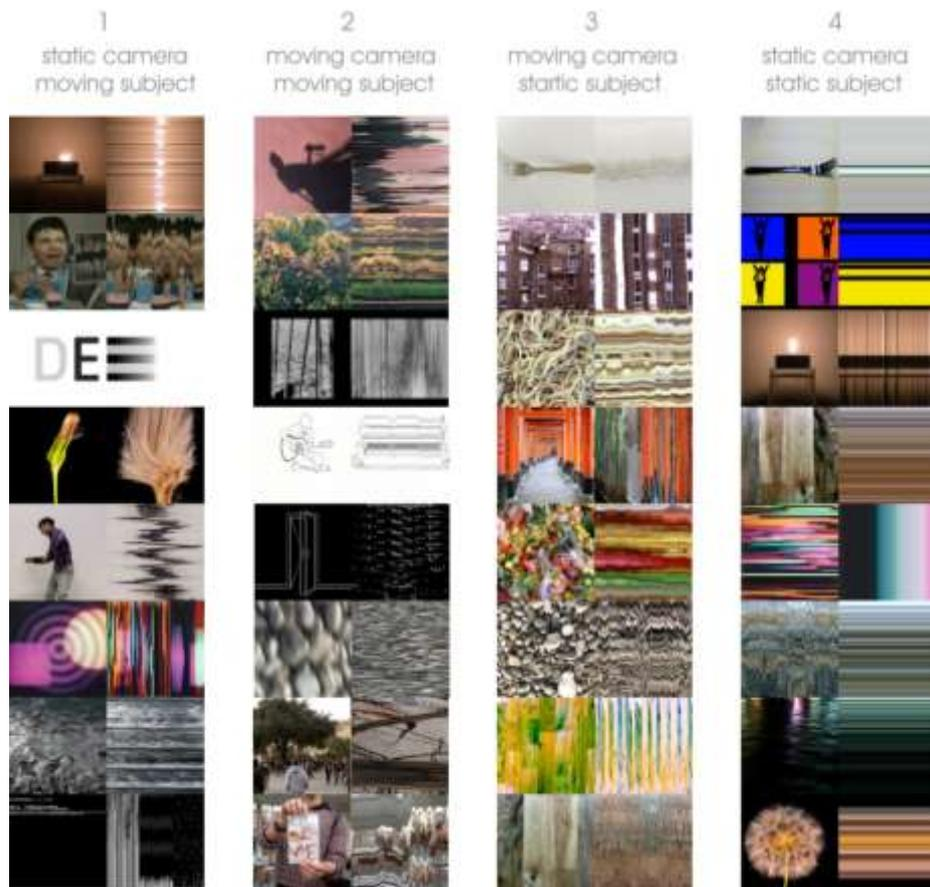 1
static camera
moving subject
2
moving camera
moving subject
3
moving camera
startic subject
4
static camera
static subject
DE